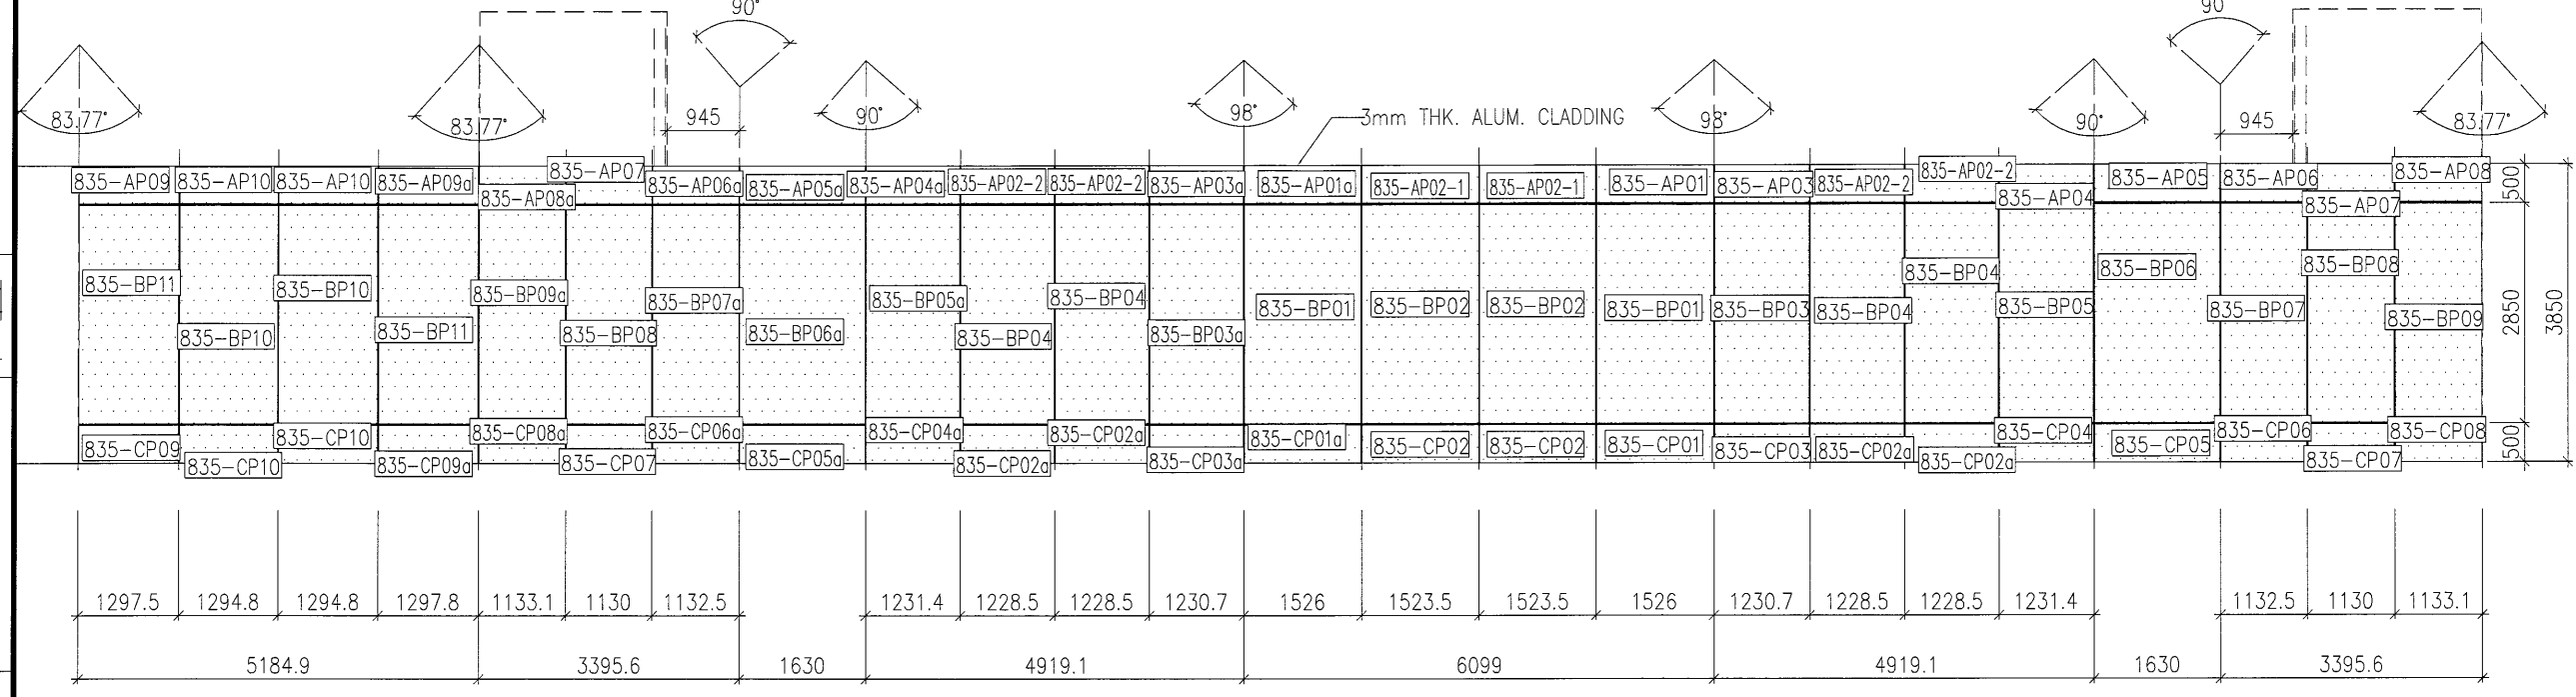 90°
90
83.77°
83.77°
945
90°
98°
3mm THK. ALUM. CLADDING
98°
90°
945
83.77°
835-AP09
835-AP10
835-AP10
835-AP09a
835-AP08a
835-AP07
835-AP06a
835-AP05a
835-AP04a
835-AP02-2
835-AP02-2
835-AP03a
835-AP01a
835-AP02-1
835-AP02-1
835-AP01
835-AP03
835-AP02-2
835-AP02-2
835-AP04
835-AP05
835-AP06
835-AP07
835-AP08
500
835-BP11
835-BP10
835-BP10
835-BP11
835-BP09a
835-BP08
835-BP07a
835-BP06a
835-BP05a
835-BP04
835-BP04
835-BP03a
835-BP01
835-BP02
835-BP02
835-BP01
835-BP03
835-BP04
835-BP04
835-BP05
835-BP06
835-BP07
835-BP08
835-BP09
2850
3850
835-CP09
835-CP10
835-CP10
835-CP09a
835-CP08a
835-CP07
835-CP06a
835-CP05a
835-CP04a
835-CP02a
835-CP02a
835-CP03a
835-CP01a
835-CP02
835-CP02
835-CP01
835-CP03
835-CP02a
835-CP02a
835-CP04
835-CP05
835-CP06
835-CP07
835-CP08
500
1297.5 1294.8 1294.8 1297.8 1133.1 1130 1132.5 1231.4 1228.5 1228.5 1230.7 1526 1523.5 1523.5 1526 1230.7 1228.5 1228.5 1231.4 1132.5 1130 1133.1
5184.9 3395.6 1630 4919.1 6099 4919.1 1630 3395.6